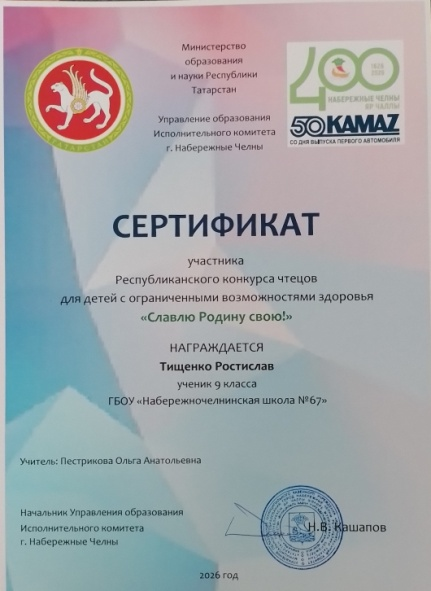 Министерство
образования
и науки Республики
Татарстан
Управление образования
Исполнительного комитета
г. Набережные Челны
ТАТАРСТАН
400
1626
2026
НАБЕРЕЖНЫЕ ЧЕЛНЫ
ЯР ЧАЛЛЫ
50 KAMAZ
СО ДНЯ ВЫПУСКА ПЕРВОГО АВТОМОБИЛЯ
СЕРТИФИКАТ
участника
Республиканского конкурса чтецов
для детей с ограниченными возможностями здоровья
«Славлю Родину свою!»
НАГРАЖДАЕТСЯ
Тищенко Ростислав
ученик 9 класса
ГБОУ «Набережночелнинская школа №67»
Учитель: Пестрикова Ольга Анатольевна
Начальник Управления образования
Исполнительного комитета
г. Набережные Челны
Н.В. Кашапов
2026 год